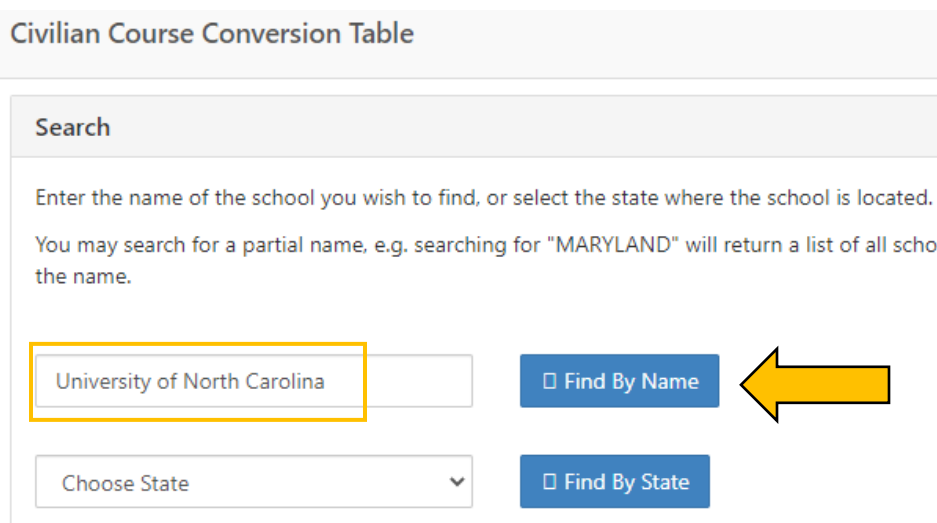 Civilian Course Conversion Table
Search
Enter the name of the school you wish to find, or select the state where the school is located.
You may search for a partial name, e.g. searching for "MARYLAND" will return a list of all scho
the name.
University of North Carolina
Find By Name
Choose State
Find By State